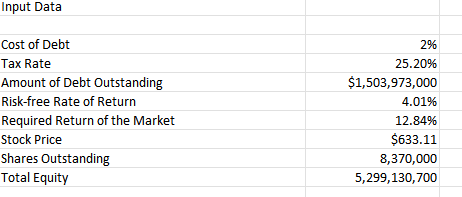 Input Data
Cost of Debt 2%
Tax Rate 25.20%
Amount of Debt Outstanding $1,503,973,000
Risk-free Rate of Return 4.01%
Required Return of the Market 12.84%
Stock Price $633.11
Shares Outstanding 8,370,000
Total Equity 5,299,130,700